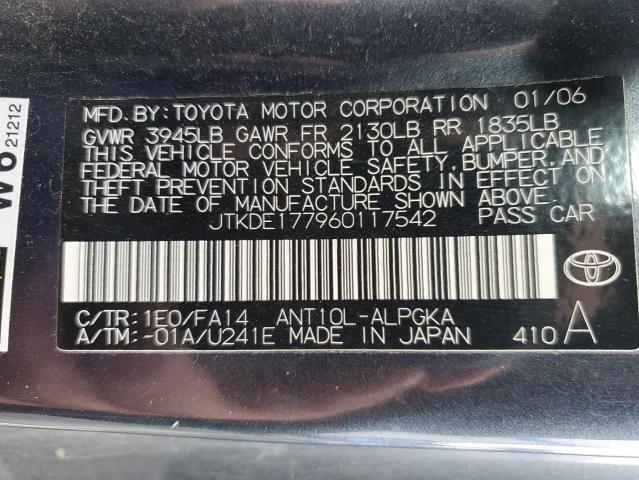 MFD.BY:TOYOTA MOTOR CORPORATION 01/06
GVWR 3945LB GAWR FR 2130LB RR 1835LB
THIS VEHICLE CONFORMS TO ALL APPLICABLE
FEDERAL MOTOR VEHICLE SAFETY,BUMPER,AND
THEFT PREVENTION STANDARDS IN EFFECT ON
THE DATE OF MANUFACTURE SHOWN ABOVE.
JTKDE177960117542 PASS CAR
C/TR:1E0/FA14 ANT10L-ALPGKA
A/TM:-01A/U241E MADE IN JAPAN 410 A
W6
21212